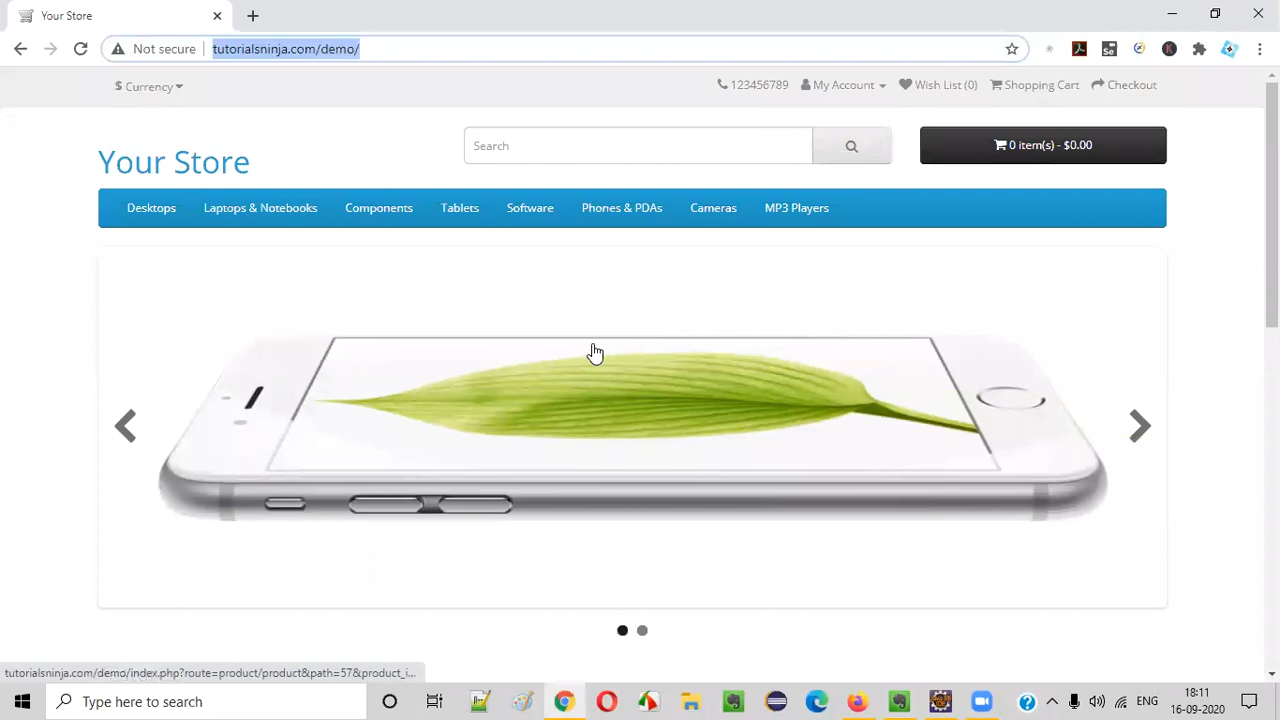 Your Store
Not secure
tutorialsninja.com/demo/
Se
K
$ Currency
123456789
My Account
Wish List (0)
Shopping Cart
Checkout
Your Store
Search
0 item(s) - $0.00
Desktops
Laptops & Notebooks
Components
Tablets
Software
Phones & PDAs
Cameras
MP3 Players
tutorialsninja.com/demo/index.php?route=product/product&path=57&product_i...
Type here to search
ENG
18:11
16-09-2020